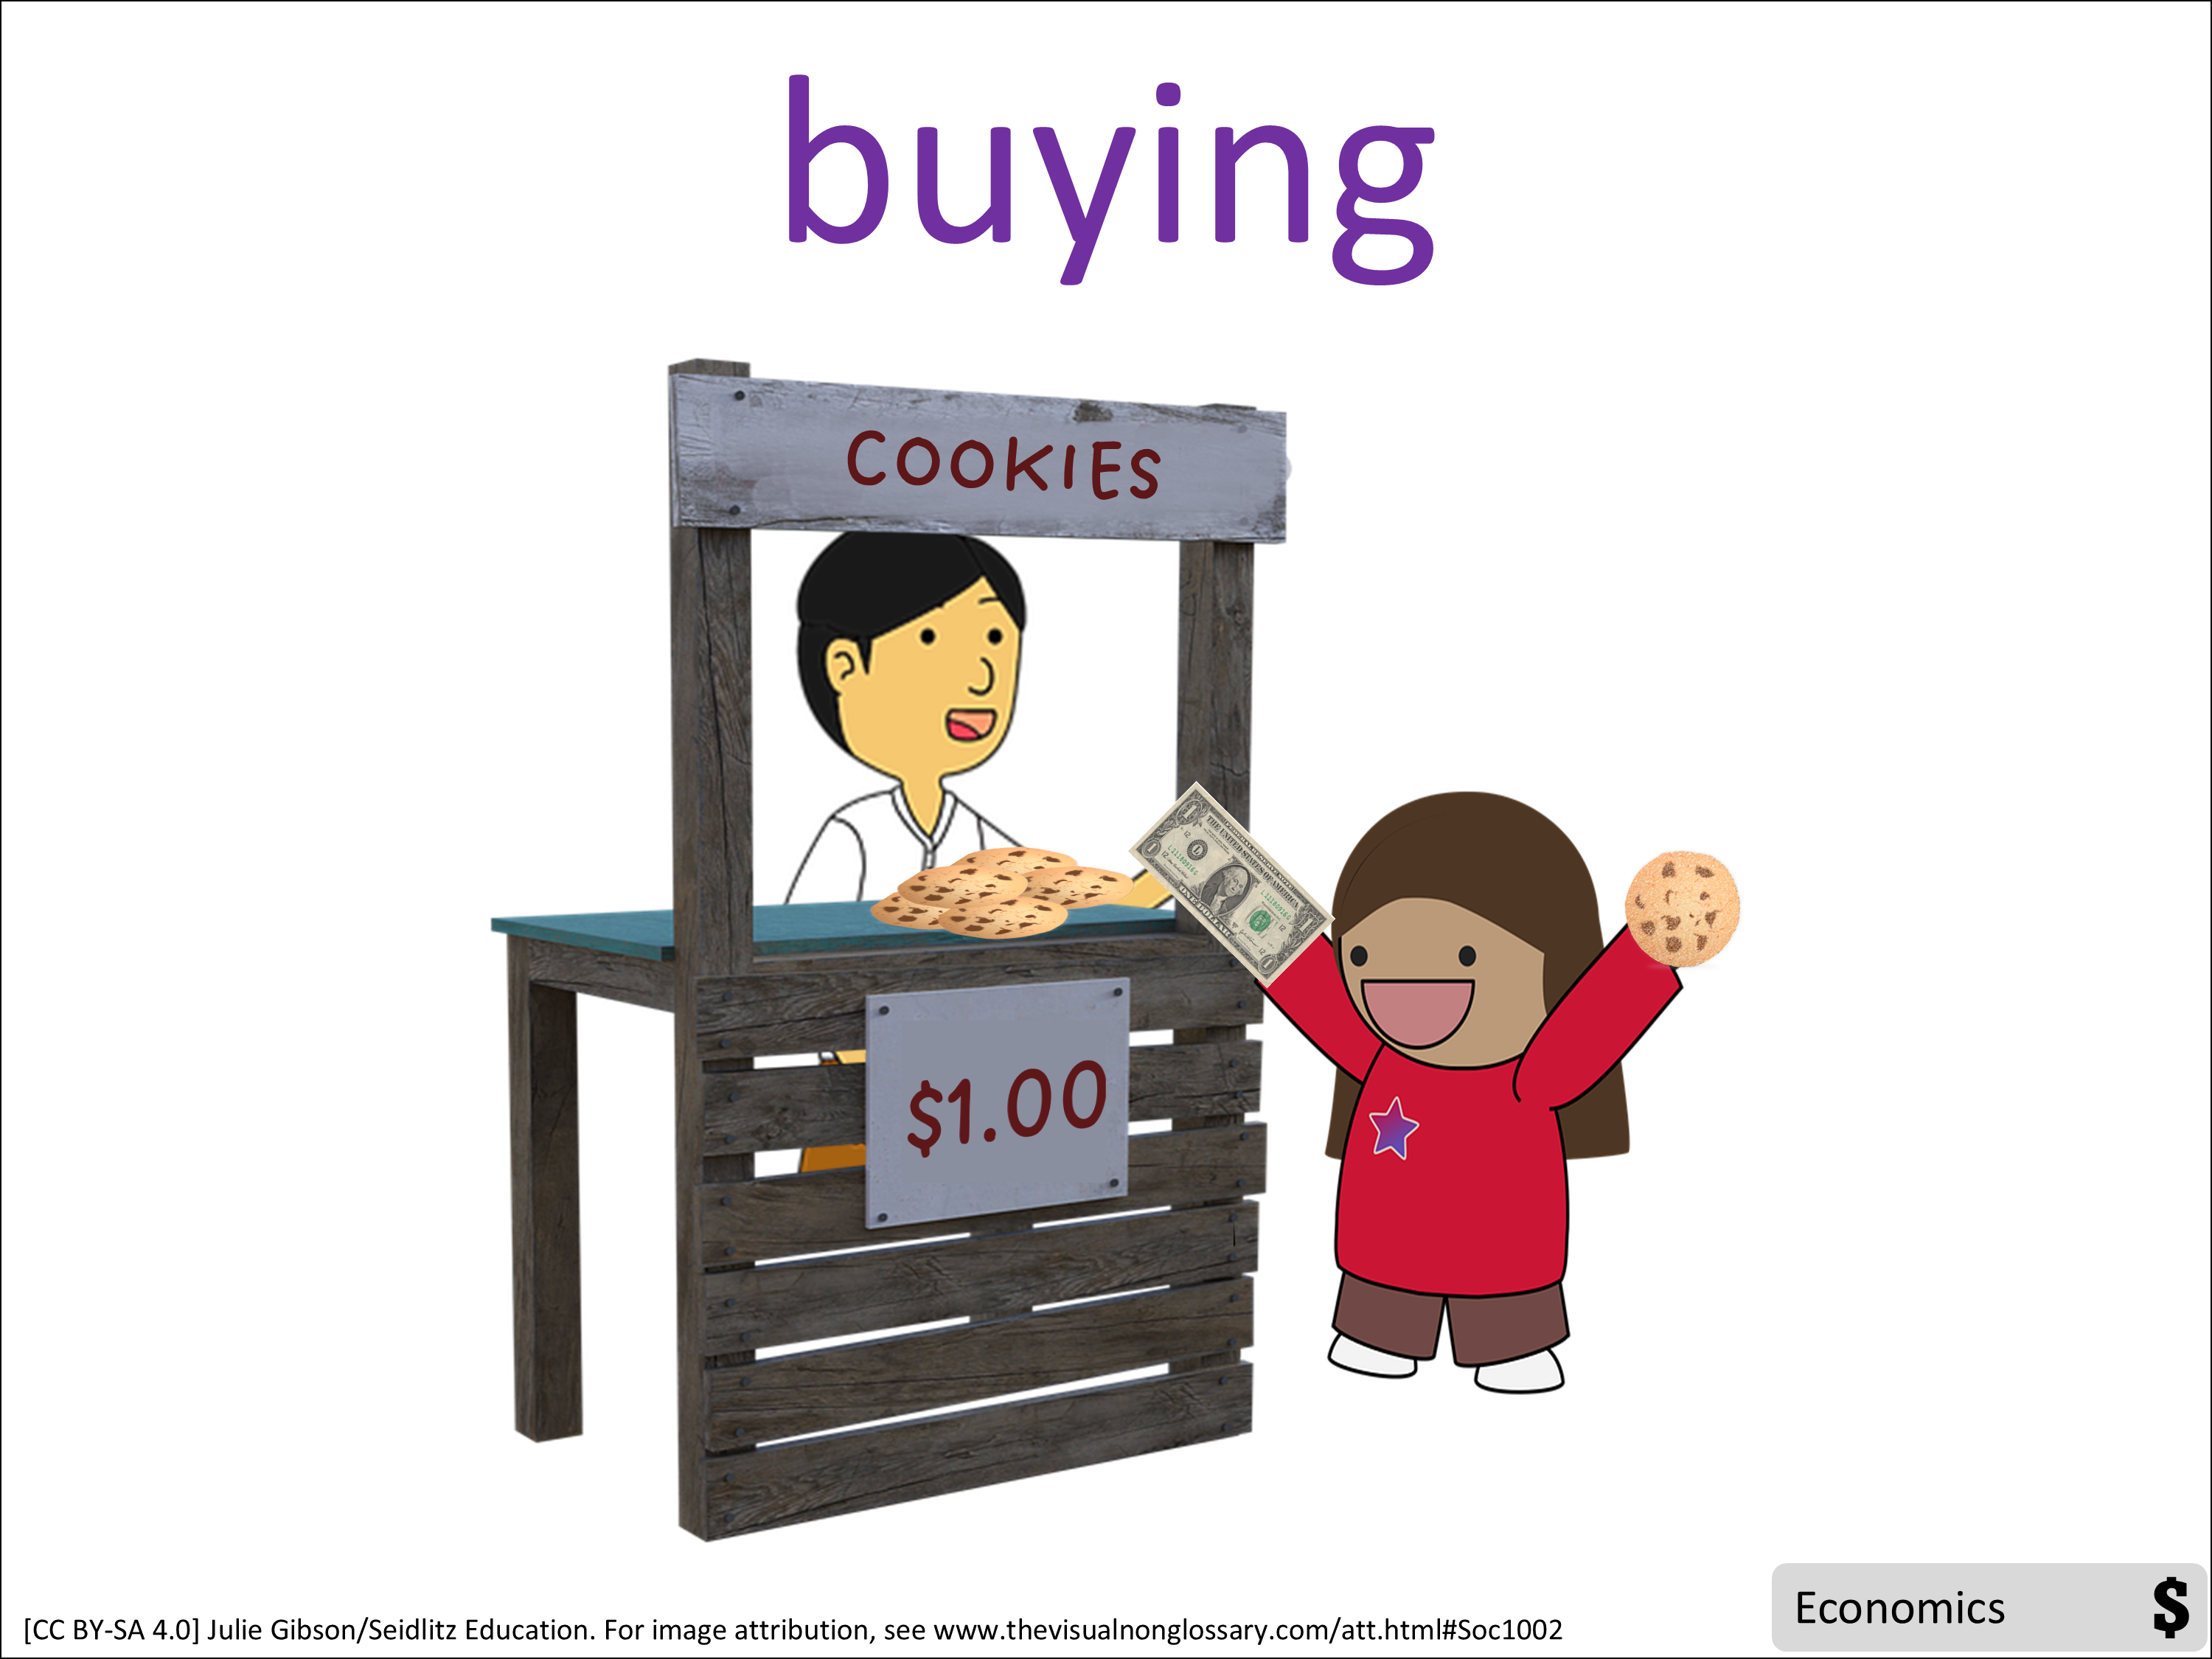 buying
COOKIES
$1.00
[CC BY-SA 4.0] Julie Gibson/Seidlitz Education. For image attribution, see www.thevisualnonglossary.com/att.html#Soc1002
Economics $